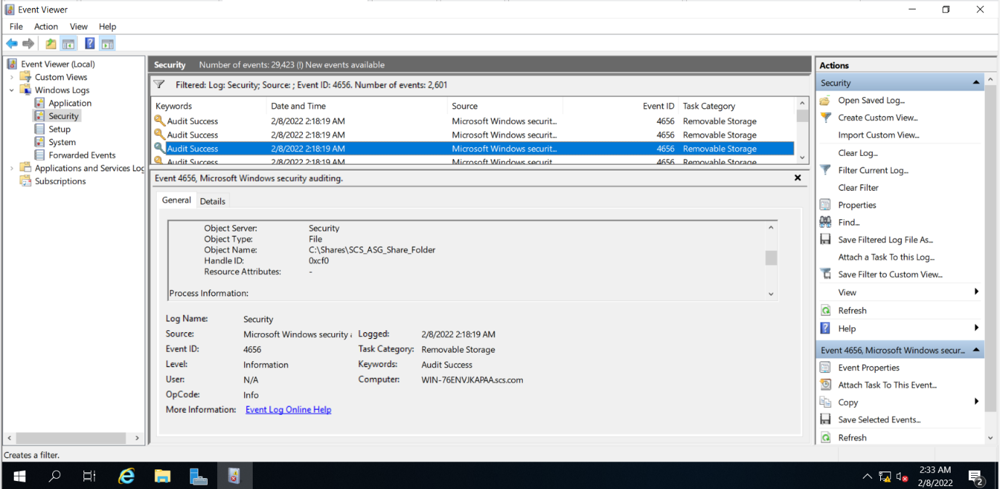 Event Viewer
File Action View Help
Event Viewer (Local)
Custom Views
Windows Logs
Application
Security
Setup
System
Forwarded Events
Applications and Services Log
Subscriptions
Security Number of events: 29,423 (!) New events available
Filtered: Log: Security; Source: ; Event ID: 4656. Number of events: 2,601
Keywords Date and Time Source Event ID Task Category
Audit Success 2/8/2022 2:18:19 AM Microsoft Windows securit... 4656 Removable Storage
Audit Success 2/8/2022 2:18:19 AM Microsoft Windows securit... 4656 Removable Storage
Audit Success 2/8/2022 2:18:19 AM Microsoft Windows securit... 4656 Removable Storage
Audit Success 2/8/2022 2:18:19 AM Microsoft Windows securit 4656 Removable Storage
Event 4656, Microsoft Windows security auditing.
General Details
Object Server: Security
Object Type: File
Object Name: C:\Shares\SCS_ASG_Share_Folder
Handle ID: 0xcf0
Resource Attributes: -
Process Information:
Log Name: Security
Source: Microsoft Windows security Logged: 2/8/2022 2:18:19 AM
Event ID: 4656 Task Category: Removable Storage
Level: Information Keywords: Audit Success
User: N/A Computer: WIN-76ENVJKAPAA.scs.com
OpCode: Info
More Information: Event Log Online Help
Actions
Security
Open Saved Log...
Create Custom View...
Import Custom View...
Clear Log...
Filter Current Log...
Clear Filter
Properties
Find...
Save Filtered Log File As...
Attach a Task To this Log...
Save Filter to Custom View...
View
Refresh
Help
Event 4656, Microsoft Windows secur...
Event Properties
Attach Task To This Event...
Copy
Save Selected Events...
Refresh
Creates a filter.
2:33 AM
2/8/2022
2